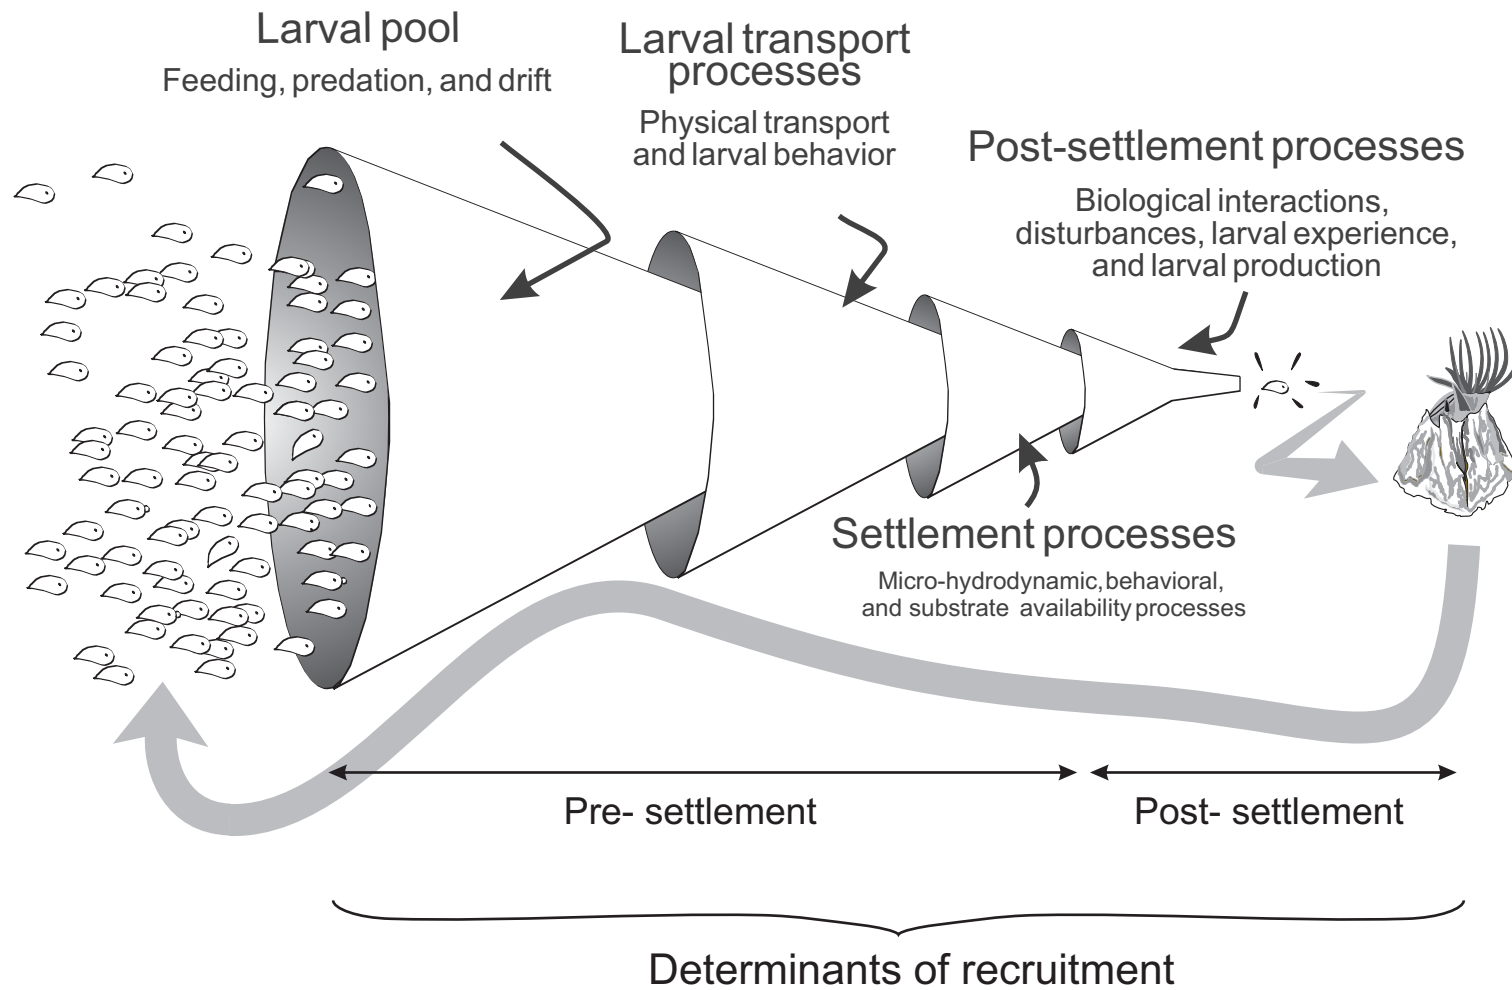 Larval pool
Feeding, predation, and drift
Larval transport
processes
Physical transport
and larval behavior
Post-settlement processes
Biological interactions,
disturbances, larval experience,
and larval production
Settlement processes
Micro-hydrodynamic, behavioral,
and substrate availability processes
Pre- settlement
Post- settlement
Determinants of recruitment